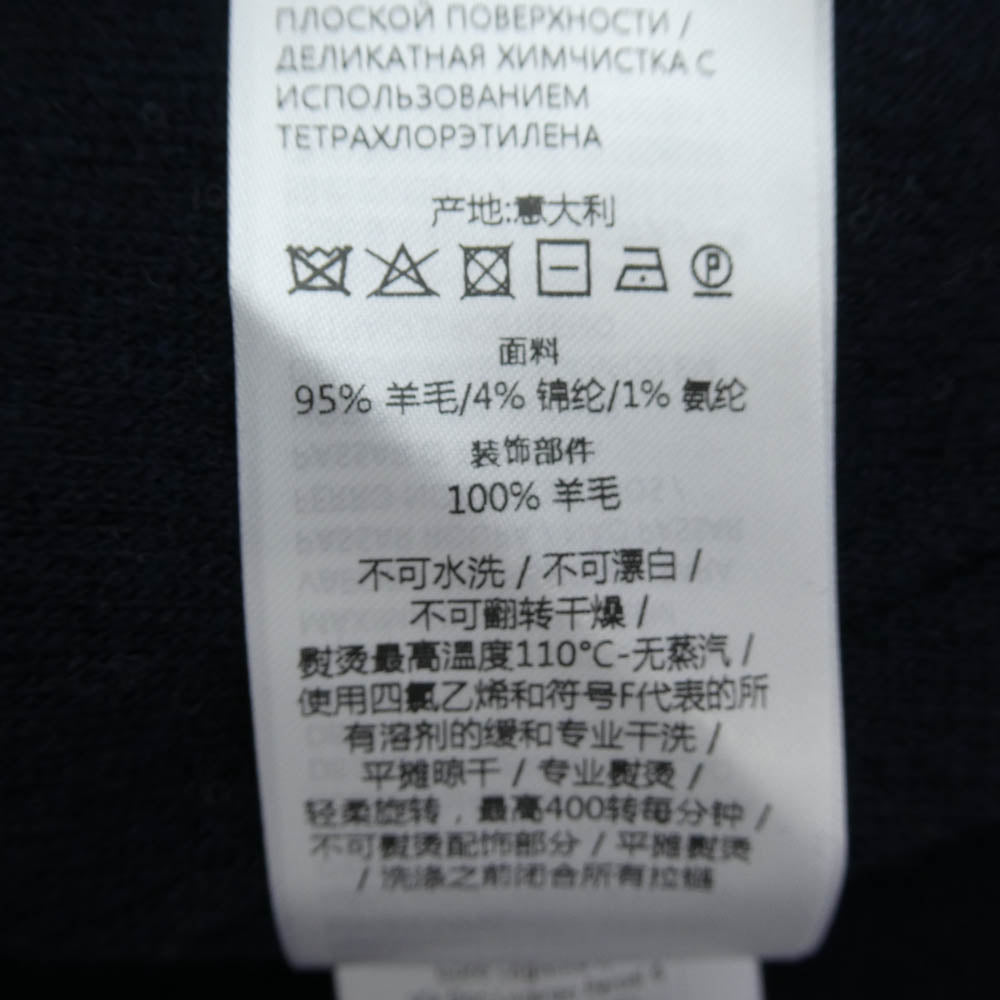 ПЛОСКОЙ ПОВЕРХНОСТИ /
ДЕЛИКАТНАЯ ХИМЧИСТКА С
ИСПОЛЬЗОВАНИЕМ
ТЕТРАХЛОРЭТИЛЕНА
产地:意大利
P
面料
95% 羊毛/4% 锦纶/1% 氨纶
装饰部件
100% 羊毛
不可水洗 / 不可漂白 /
不可翻转干燥 /
熨烫最高温度110°C-无蒸汽 /
使用四氯乙烯和符号F代表的所
有溶剂的缓和专业干洗 /
平摊晾干 / 专业熨烫 /
轻柔旋转，最高400转每分钟 /
不可熨烫配饰部分 / 平摊熨烫
/ 洗涤之前闭合所有拉链